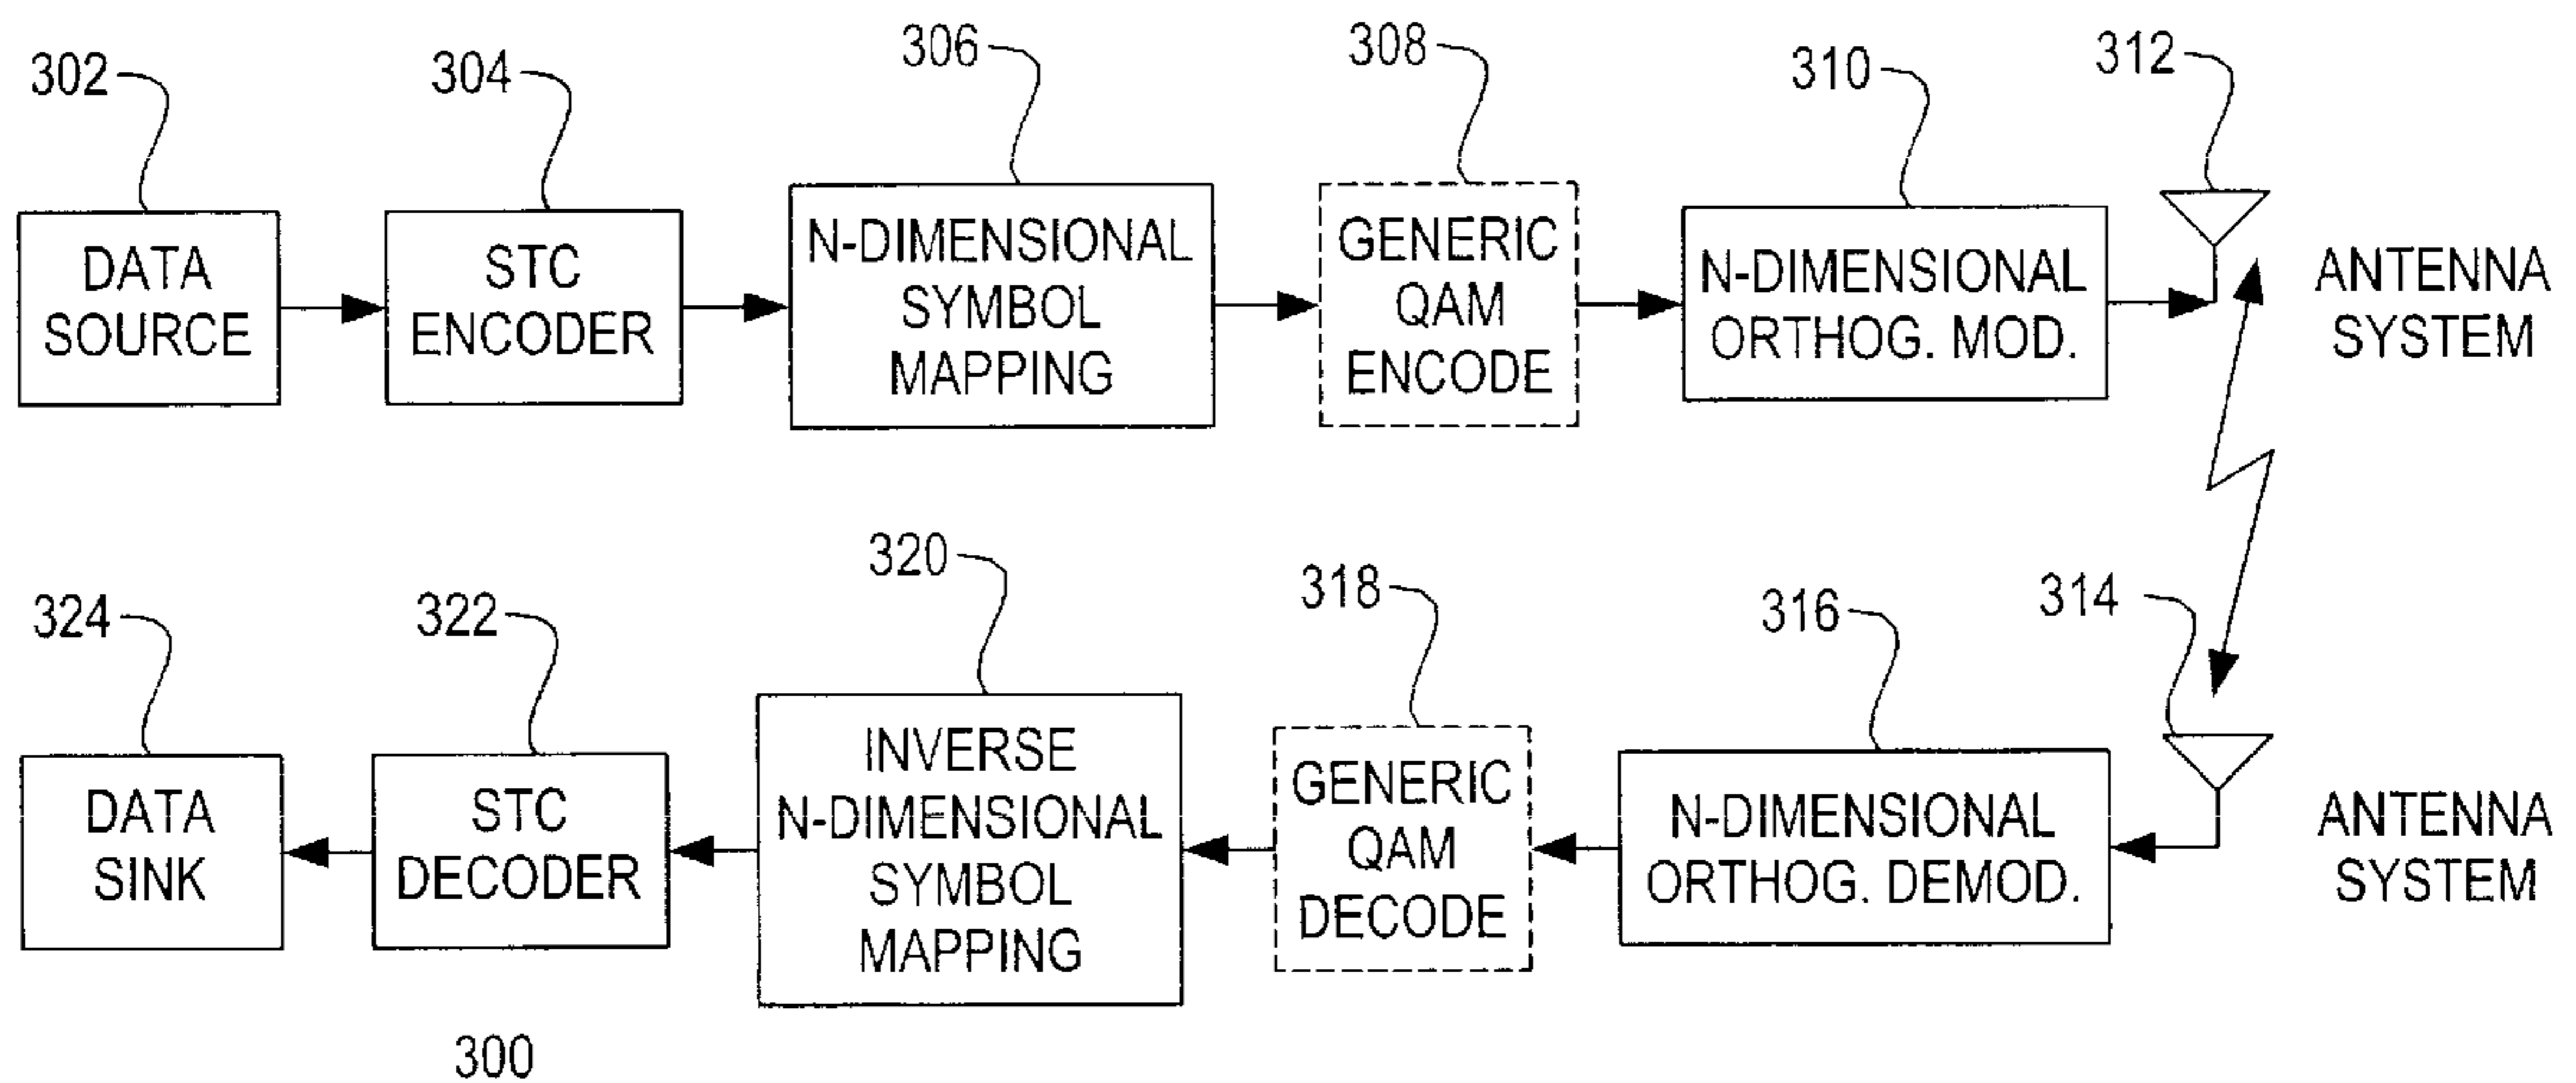 302
304
306
308
310
312
DATA
SOURCE
STC
ENCODER
N-DIMENSIONAL
SYMBOL
MAPPING
GENERIC
QAM
ENCODE
N-DIMENSIONAL
ORTHOG. MOD.
ANTENNA
SYSTEM
324
322
320
318
316
314
DATA
SINK
STC
DECODER
INVERSE
N-DIMENSIONAL
SYMBOL
MAPPING
GENERIC
QAM
DECODE
N-DIMENSIONAL
ORTHOG. DEMOD.
ANTENNA
SYSTEM
300